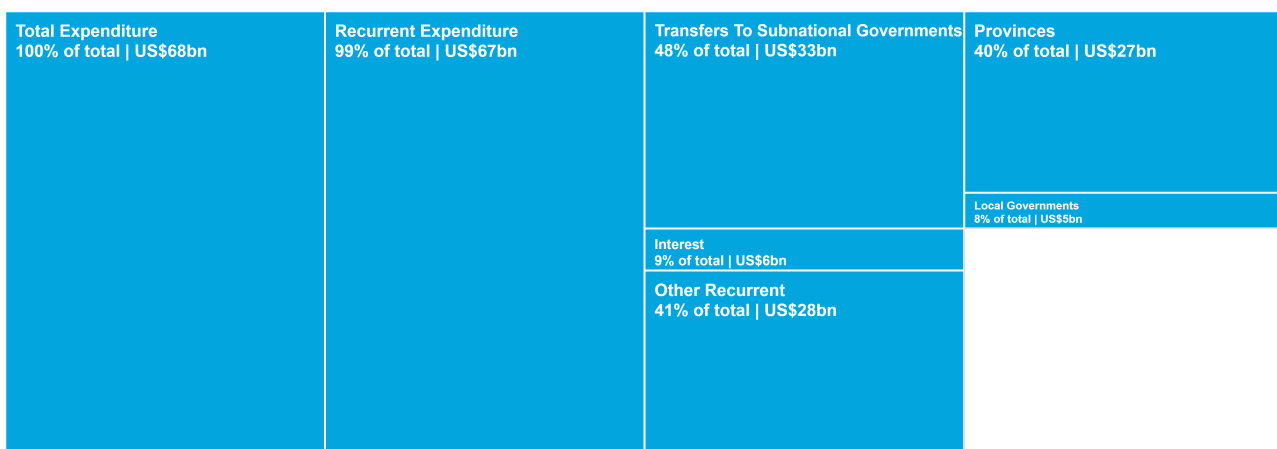 Total Expenditure
100% of total | US$68bn
Recurrent Expenditure
99% of total | US$67bn
Transfers To Subnational Governments
48% of total | US$33bn
Provinces
40% of total | US$27bn
Local Governments
8% of total | US$5bn
Interest
9% of total | US$6bn
Other Recurrent
41% of total | US$28bn